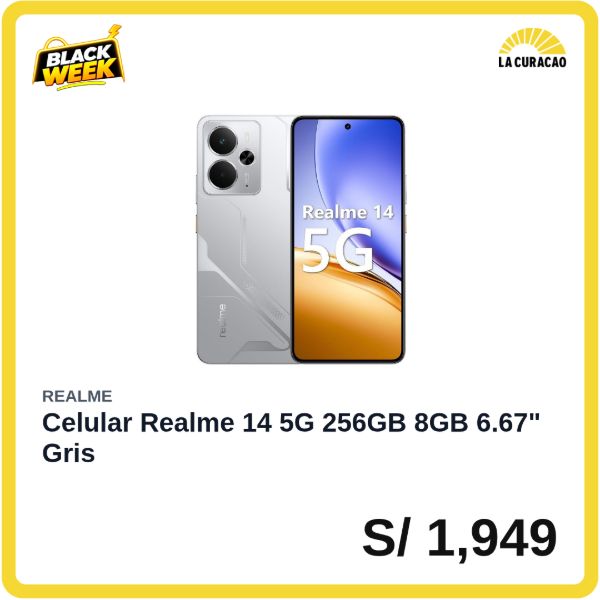 BLACK
WEEK
LA CURACAO
Realme 14
5G
realme
REALME
Celular Realme 14 5G 256GB 8GB 6.67"
Gris
S/ 1,949